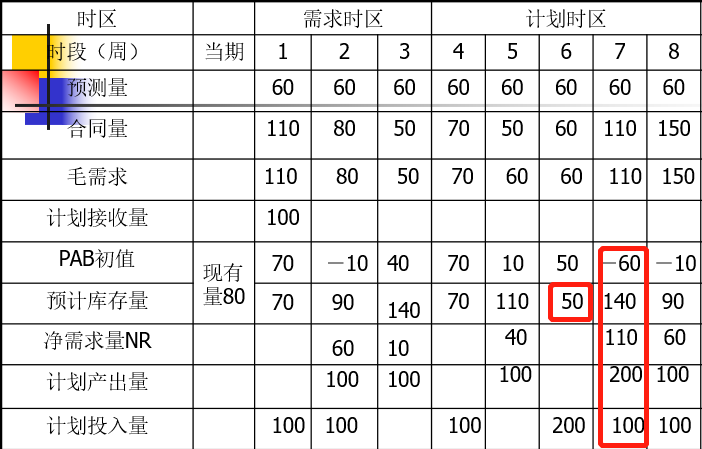 时区 需求时区 计划时区
时段（周） 当期 1 2 3 4 5 6 7 8
预测量 60 60 60 60 60 60 60 60
合同量 110 80 50 70 50 60 110 150
毛需求 110 80 50 70 60 60 110 150
计划接收量 100
PAB初值 现有量80 70 －10 40 70 10 50 －60 －10
预计库存量 70 90 140 70 110 50 140 90
净需求量NR 60 10 40 110 60
计划产出量 100 100 100 200 100
计划投入量 100 100 100 200 100 100